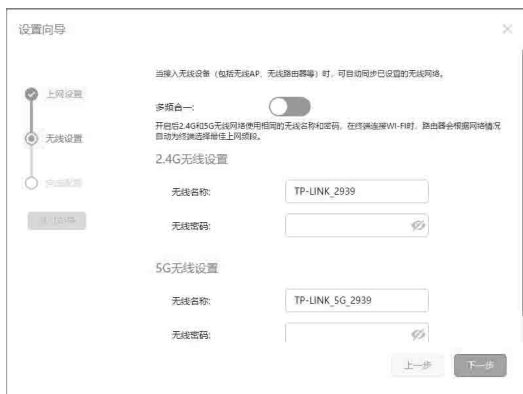 设置向导
当接入无线设备（包括无线AP、无线路由器等）时，可自动同步已设置的无线网络。
上网设置
多频合一:
开启后2.4G和5G无线网络使用相同的无线名称和密码，在终端连接Wi-Fi时，路由器会根据网络情况
自动为终端选择最佳上网频段。
无线设置
2.4G无线设置
无线名称: TP-LINK_2939
无线密码:
5G无线设置
无线名称: TP-LINK_5G_2939
无线密码:
上一步 下一步